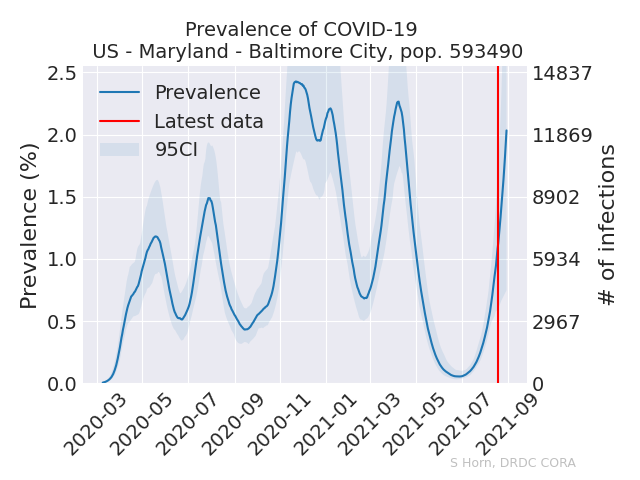 Prevalence of COVID-19
US - Maryland - Baltimore City, pop. 593490
Prevalence (%)
2.5
2.0
1.5
1.0
0.5
0.0
Prevalence
Latest data
95CI
14837
11869
8902
5934
2967
0
# of infections
2020-03
2020-05
2020-07
2020-09
2020-11
2021-01
2021-03
2021-05
2021-07
2021-09
S Horn, DRDC CORA